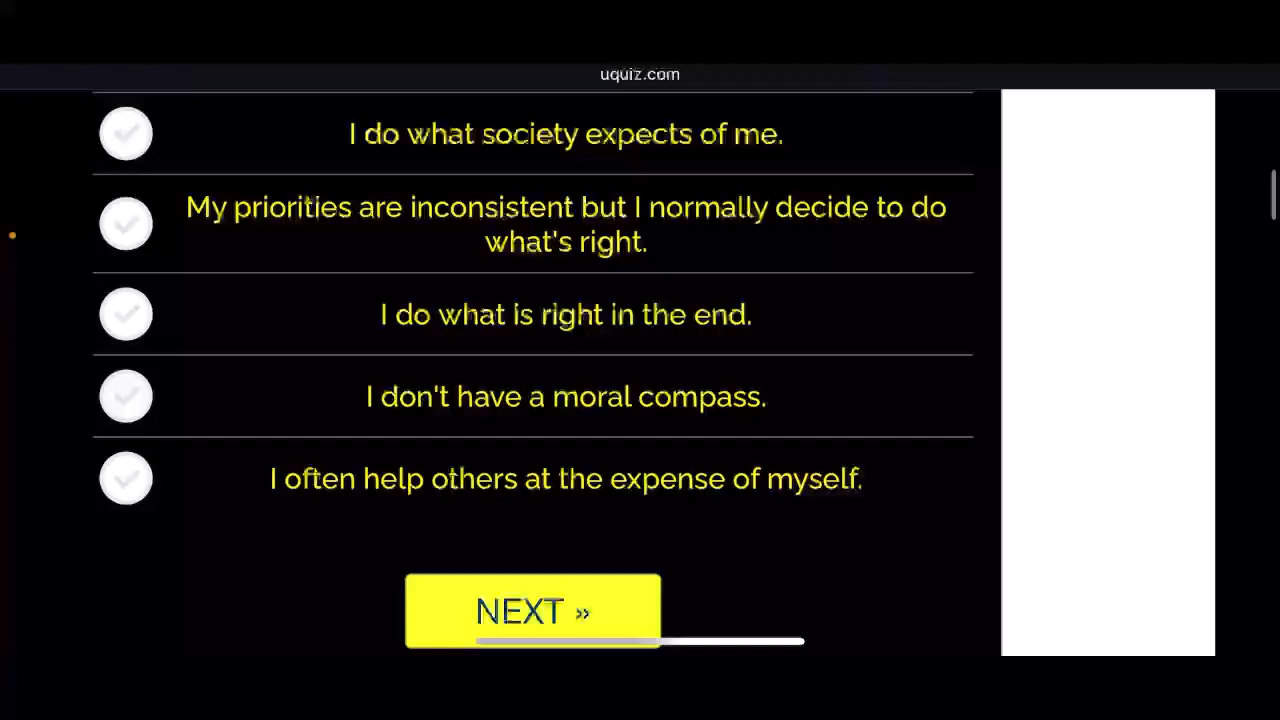 uquiz.com
I do what society expects of me.
My priorities are inconsistent but I normally decide to do
what's right.
I do what is right in the end.
I don't have a moral compass.
I often help others at the expense of myself.
NEXT »